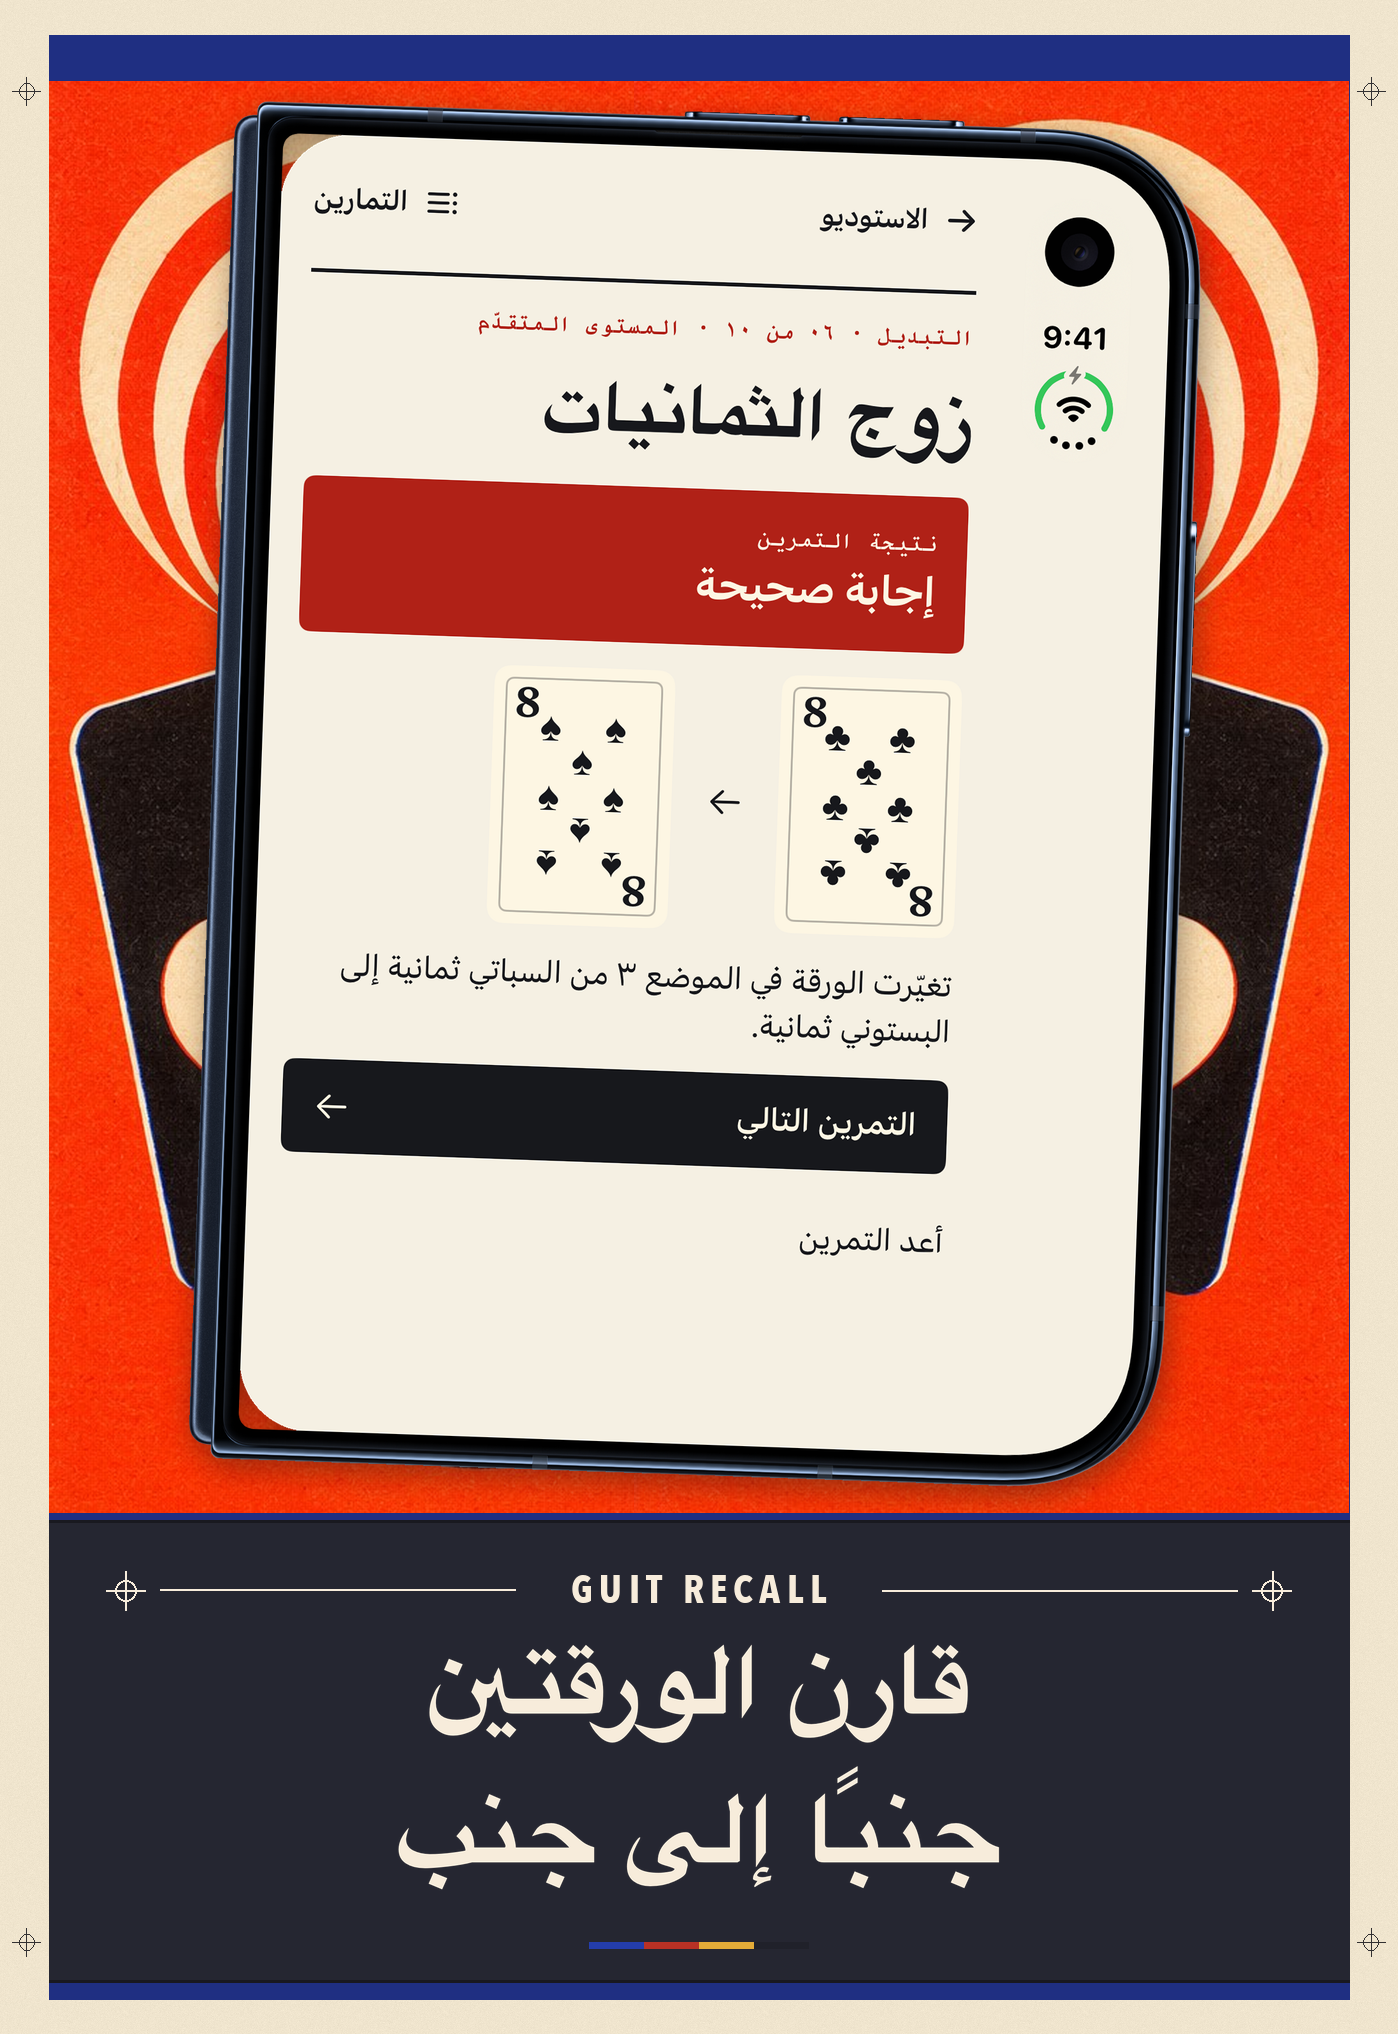 الاستوديو
التمارين
9:41
التبديل · ٠٦ من ١٠ · المستوى المتقدّم
زوج الثمانيات
نتيجة التمرين
إجابة صحيحة
8
8
8
8
تغيّرت الورقة في الموضع ٣ من السباتي ثمانية إلى
البستوني ثمانية.
التمرين التالي
أعد التمرين
GUIT RECALL
قارن الورقتين
جنبًا إلى جنب